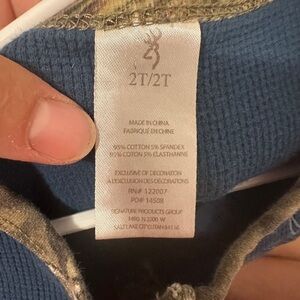 2T/2T
MADE IN CHINA
FABRIQUÉ EN CHINE
95% COTTON 5% SPANDEX
95% COTON 5% ELASTHANNE
EXCLUSIVE OF DECORATION
A L'EXCLUSION DES DÉCORATIONS
RN# 122007
PO# 14508
SIGNATURE PRODUCTS GROUP
W
SALT LAKE CITY, UTAH 84116